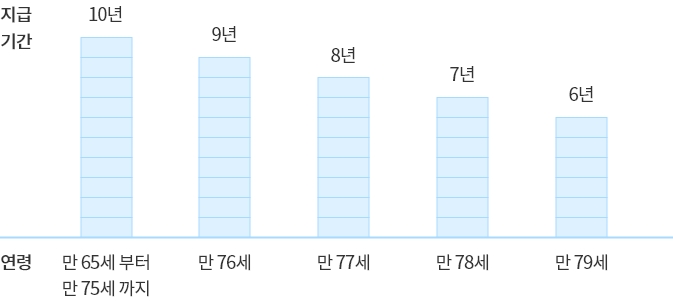 지급
기간
10년
9년
8년
7년
6년
연령
만 65세 부터
만 75세 까지
만 76세
만 77세
만 78세
만 79세